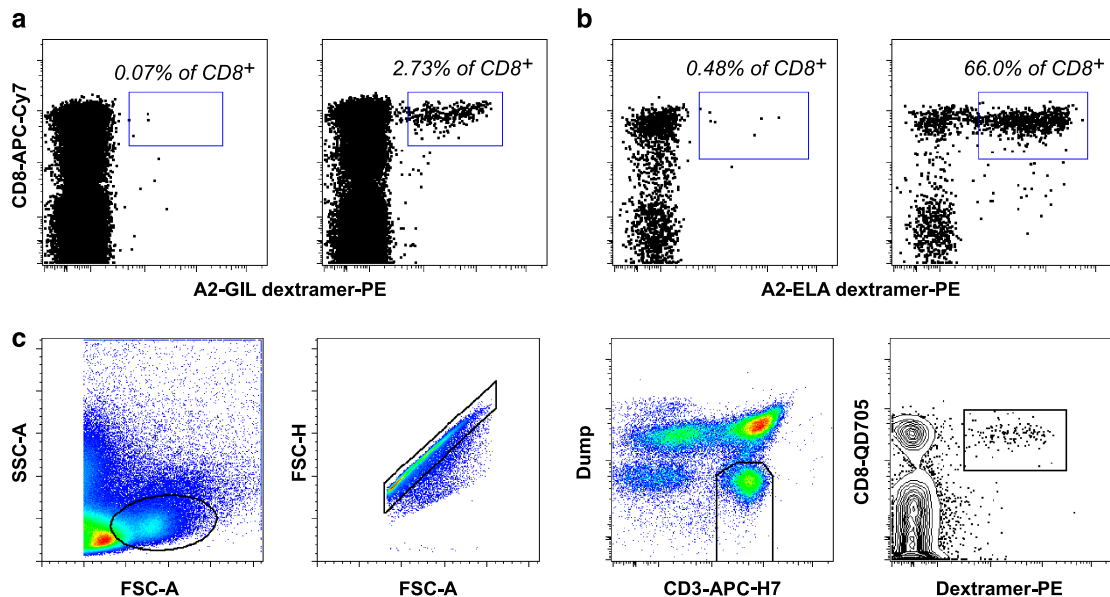 a
b
0.07% of CD8+
2.73% of CD8+
0.48% of CD8+
66.0% of CD8+
CD8-APC-Cy7
A2-GIL dextramer-PE
A2-ELA dextramer-PE
c
SSC-A
FSC-A
FSC-H
FSC-A
Dump
CD3-APC-H7
CD8-QD705
Dextramer-PE